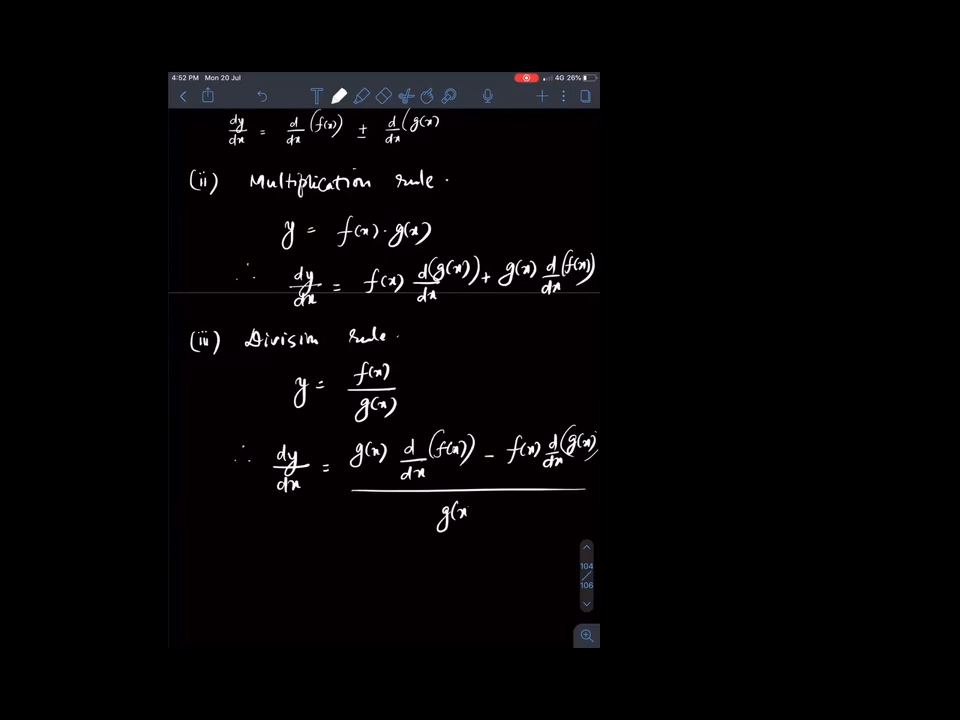 4:52 PM Mon 20 Jul 4G 26%
T
dy/dx = d/dx (f(x)) ± d/dx (g(x)
(ii) Multiplication rule.
y = f(x) · g(x)
∴ dy/dx = f(x) d/dx (g(x)) + g(x) d/dx (f(x))
(iii) Divisin rule.
y = f(x)/g(x)
∴ dy/dx = g(x) d/dx (f(x)) - f(x) d/dx (g(x))
g(x
104
106